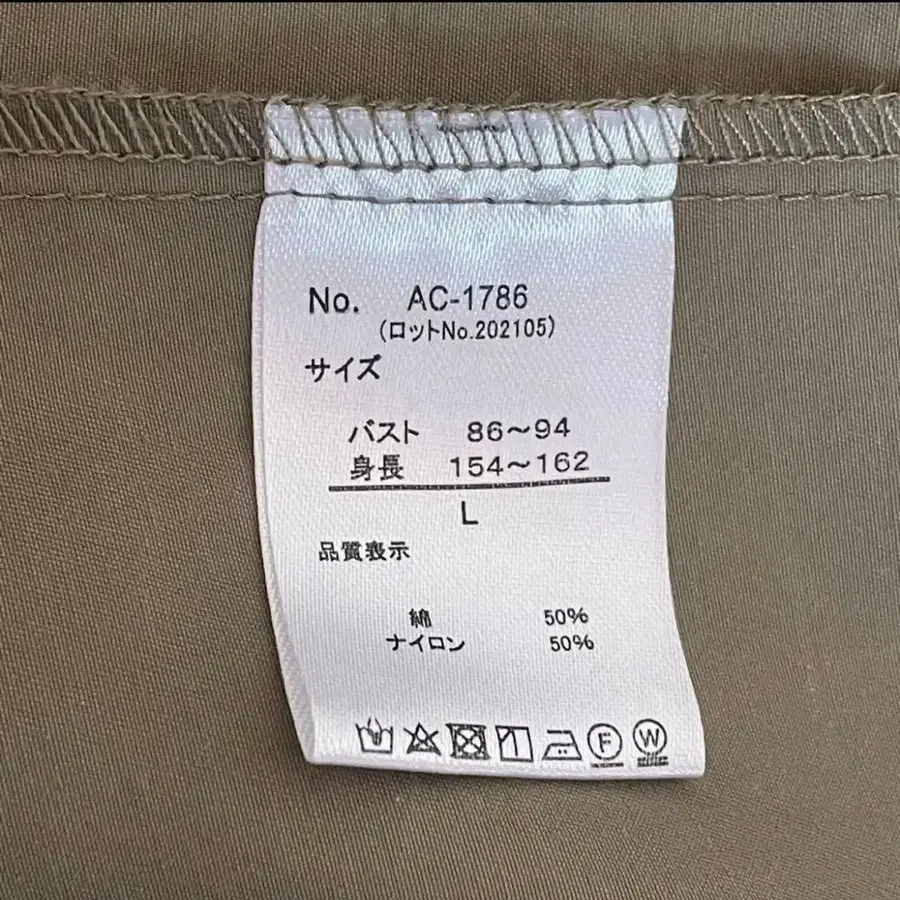 No. AC-1786
(ロットNo.202105)
サイズ
バスト 86～94
身長 154～162
L
品質表示
綿 50%
ナイロン 50%
F W